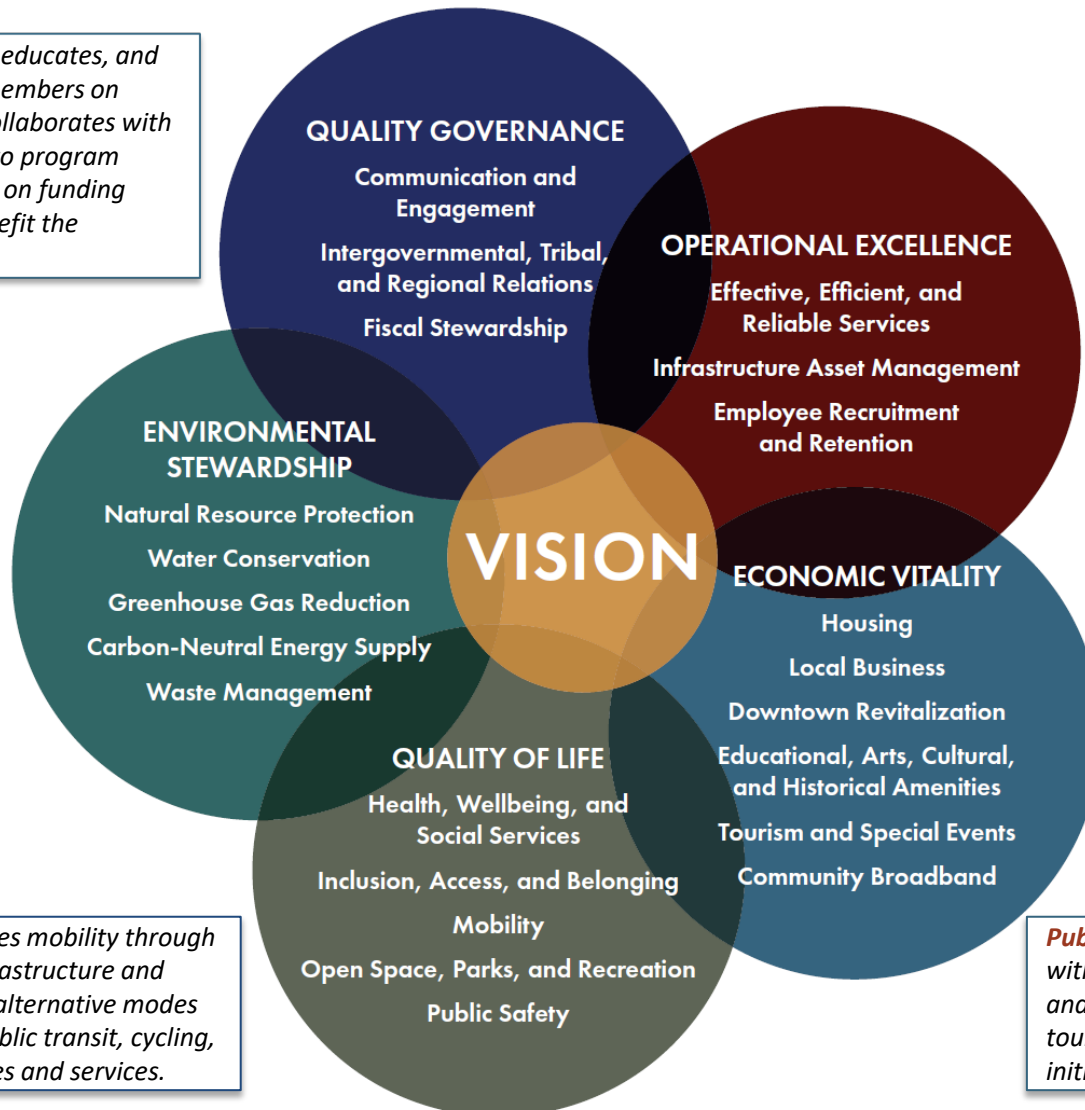 educates, and
embers on
ollaborates with
o program
on funding
efit the
QUALITY GOVERNANCE
Communication and
Engagement
Intergovernmental, Tribal,
and Regional Relations
Fiscal Stewardship
OPERATIONAL EXCELLENCE
Effective, Efficient, and
Reliable Services
Infrastructure Asset Management
Employee Recruitment
and Retention
ENVIRONMENTAL
STEWARDSHIP
Natural Resource Protection
Water Conservation
Greenhouse Gas Reduction
Carbon-Neutral Energy Supply
Waste Management
VISION
ECONOMIC VITALITY
Housing
Local Business
Downtown Revitalization
Educational, Arts, Cultural,
and Historical Amenities
Tourism and Special Events
Community Broadband
QUALITY OF LIFE
Health, Wellbeing, and
Social Services
Inclusion, Access, and Belonging
Mobility
Open Space, Parks, and Recreation
Public Safety
es mobility through
rastructure and
alternative modes
blic transit, cycling,
es and services.
Pub
with
and
tou
init